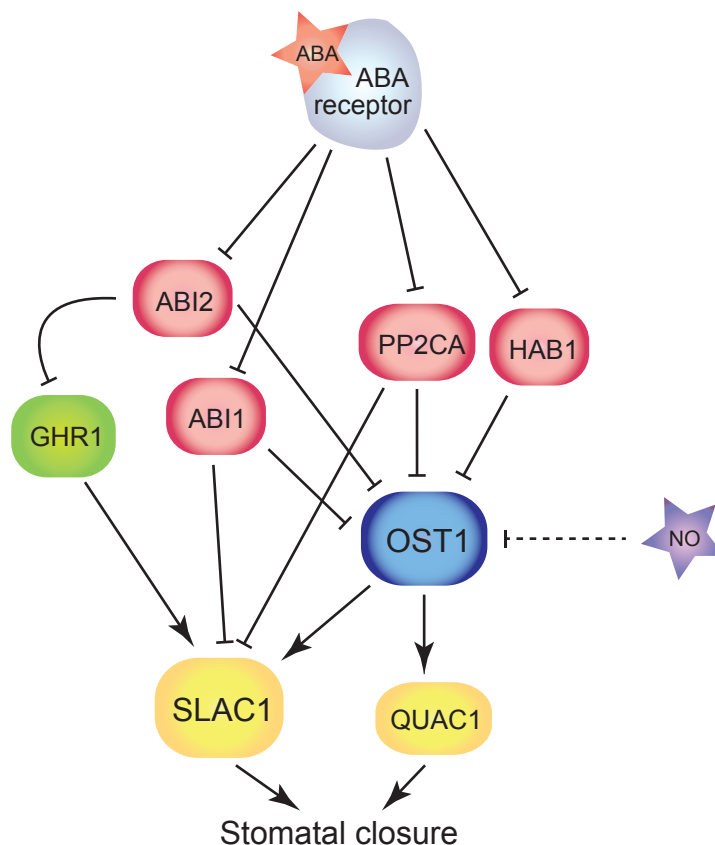 ABA
ABA
receptor
ABI2
PP2CA
HAB1
GHR1
ABI1
OST1
NO
SLAC1
QUAC1
Stomatal closure